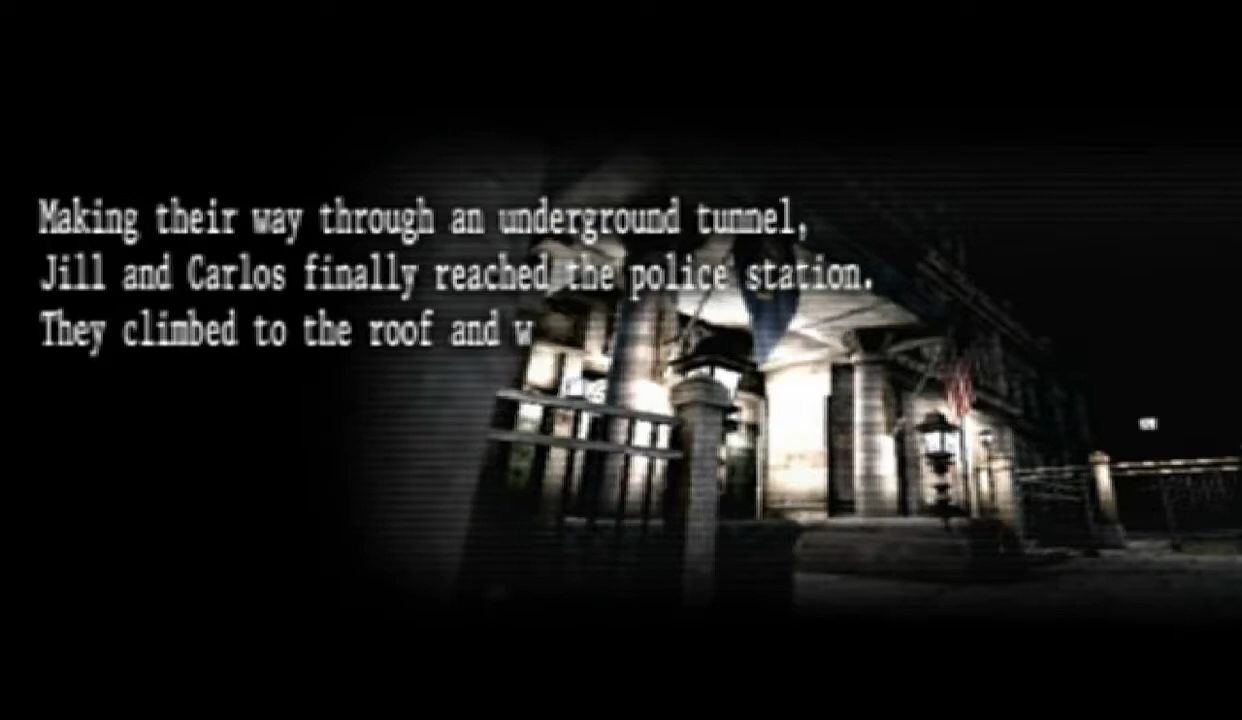 Making their way through an underground tunnel,
Jill and Carlos finally reached the police station.
They climbed to the roof and w